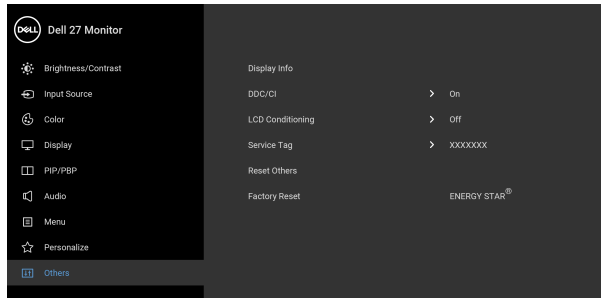 DELL Dell 27 Monitor
Brightness/Contrast
Display Info
Input Source
DDC/CI > On
Color
LCD Conditioning > Off
Display
Service Tag > XXXXXXX
PIP/PBP
Reset Others
Audio
Factory Reset ENERGY STAR®
Menu
Personalize
Others